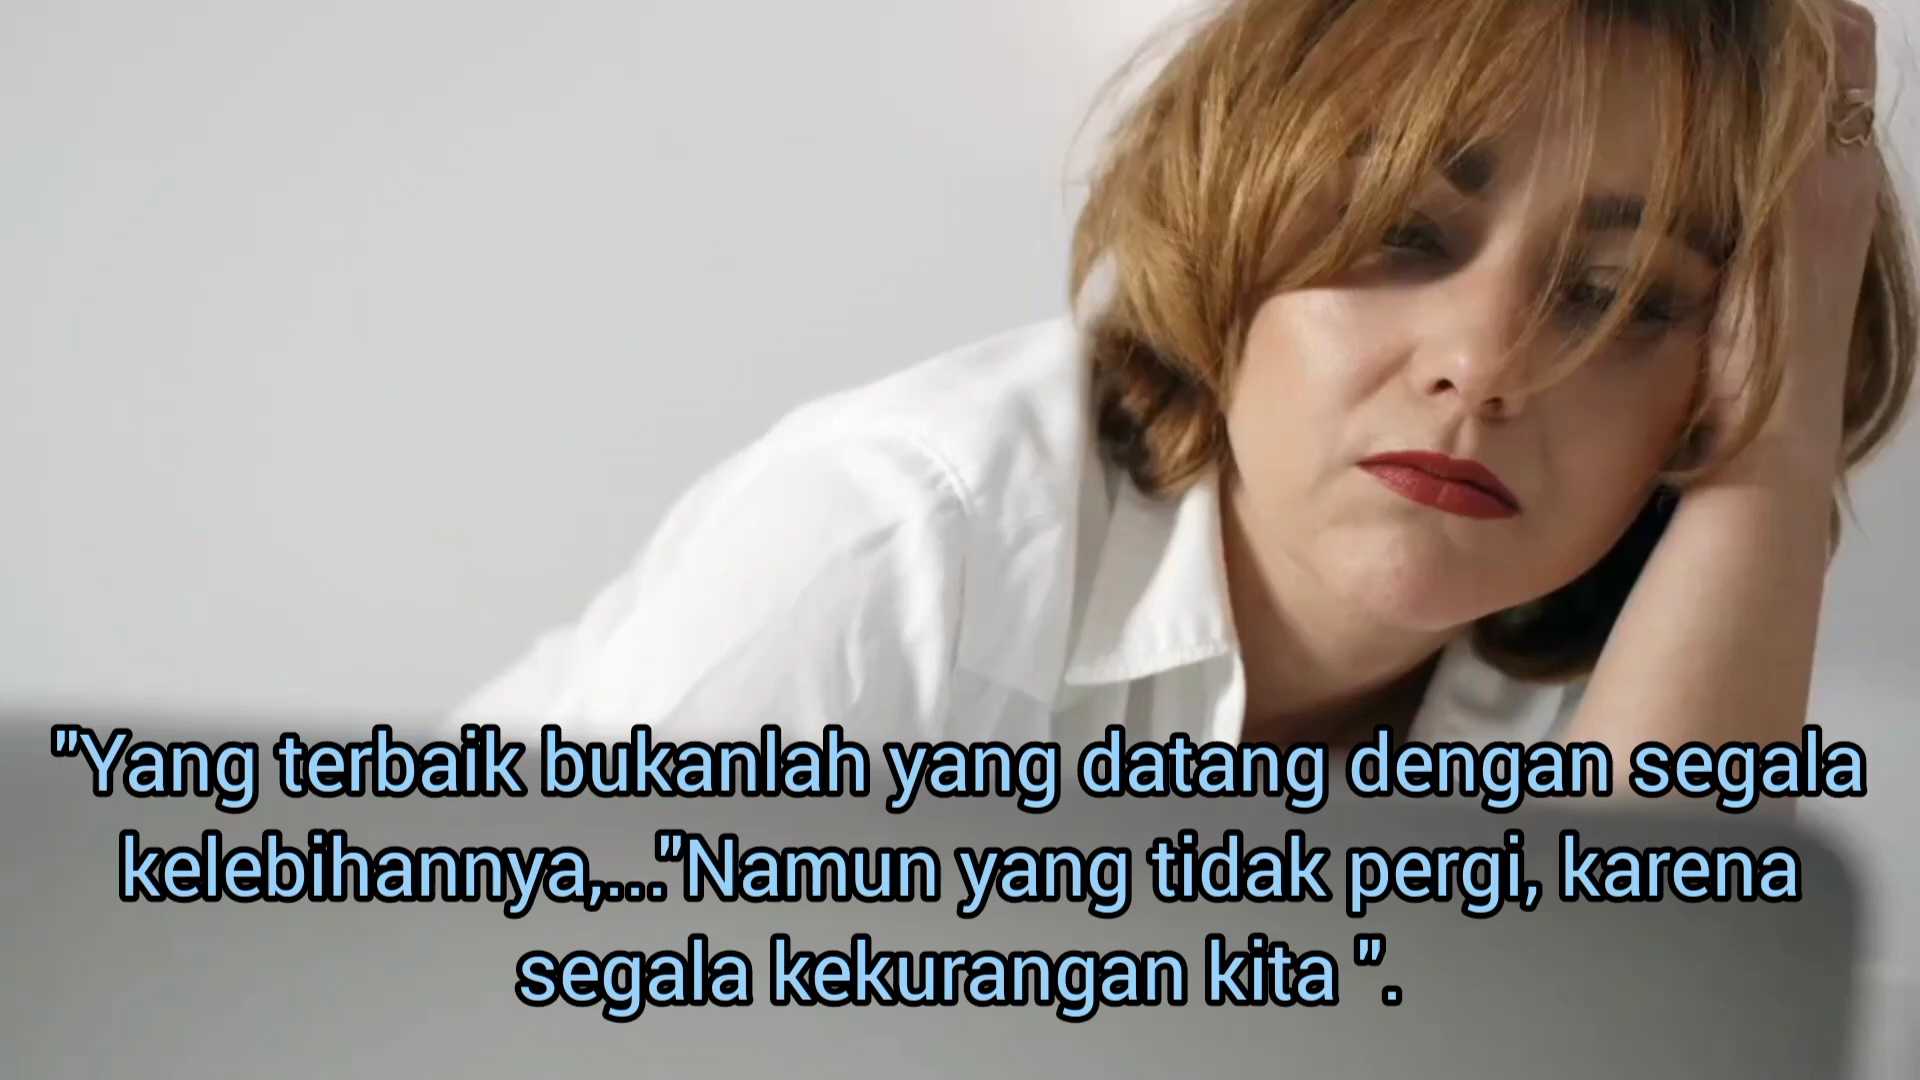 "Yang terbaik bukanlah yang datang dengan segala
kelebihannya,..."Namun yang tidak pergi, karena
segala kekurangan kita ".